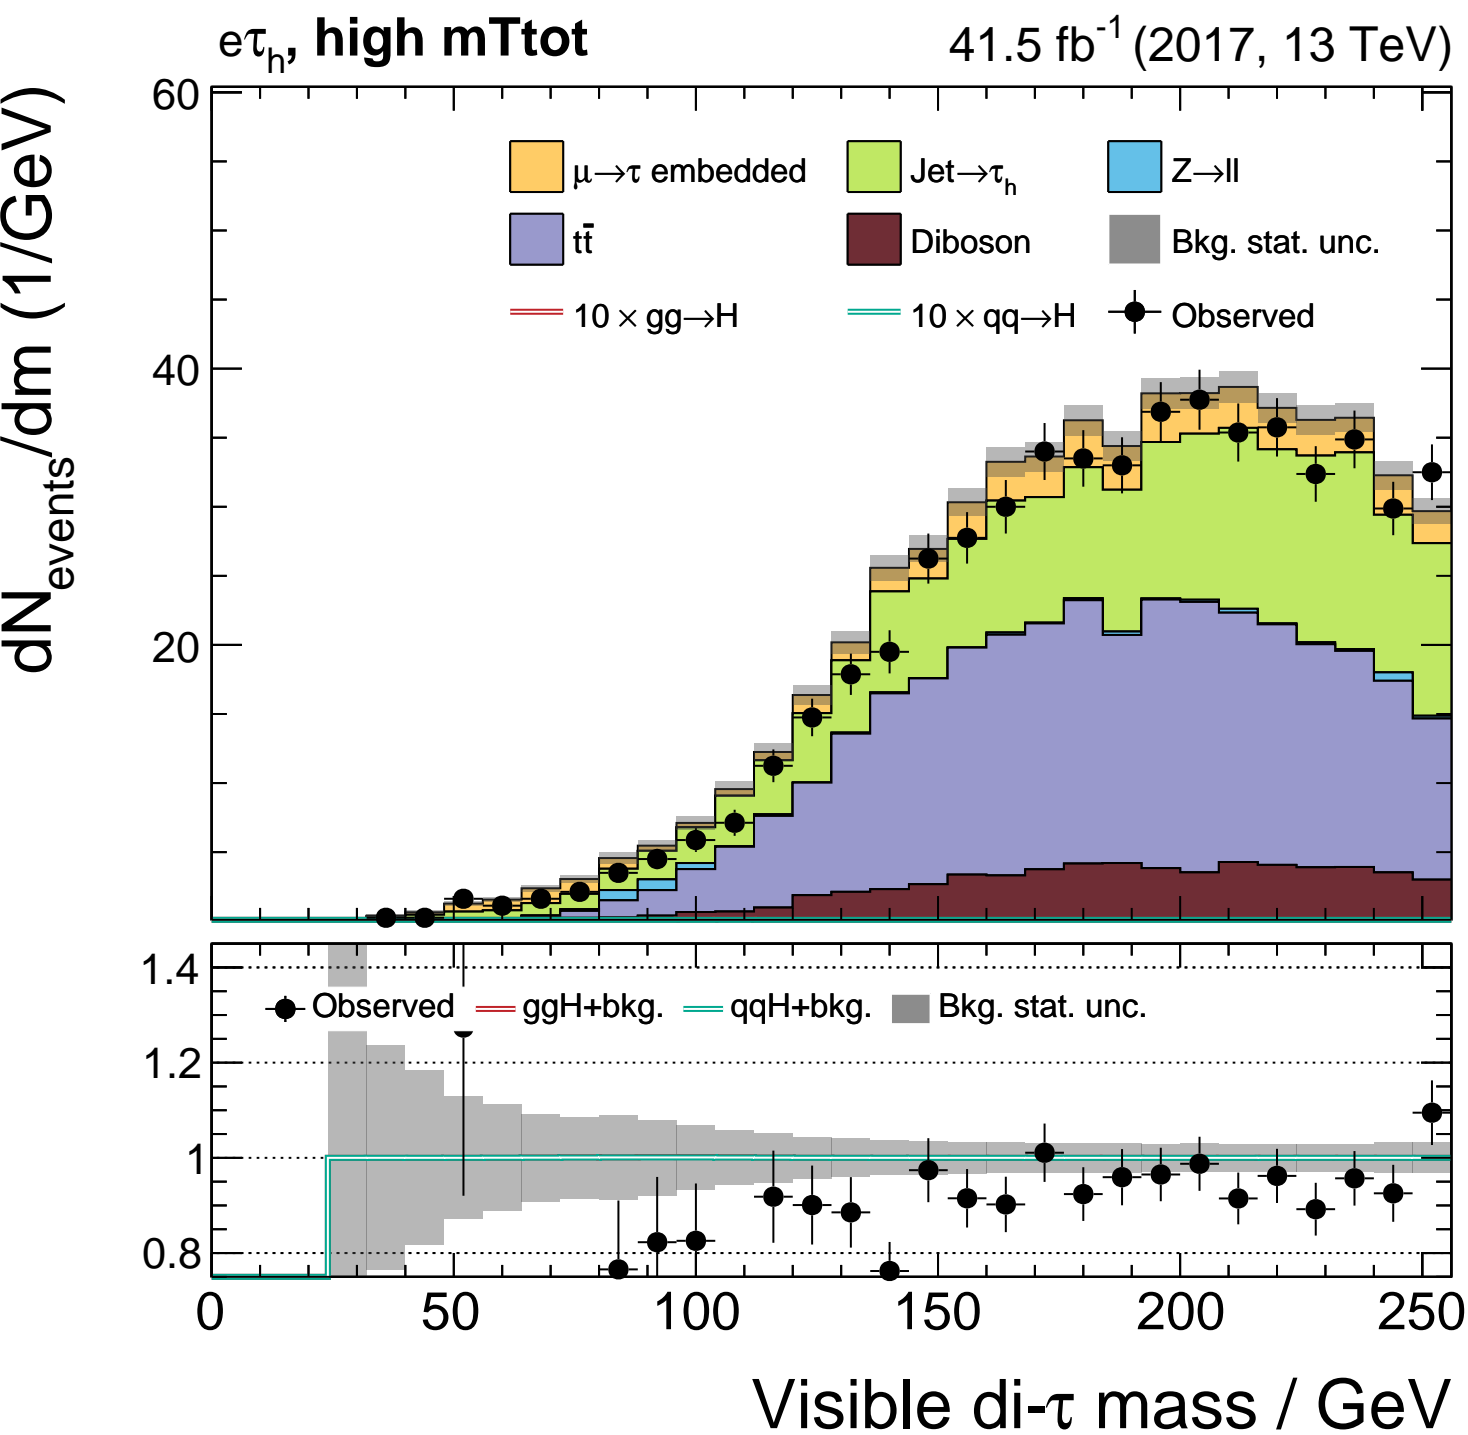 eτh, high mTtot 41.5 fb-1 (2017, 13 TeV)
dNevents/dm (1/GeV)
60
40
20
μ→τ embedded Jet→τh Z→ll
tt̄ Diboson Bkg. stat. unc.
10 × gg→H 10 × qq→H Observed
1.4
1.2
1
0.8
Observed ggH+bkg. qqH+bkg. Bkg. stat. unc.
0 50 100 150 200 250
Visible di-τ mass / GeV